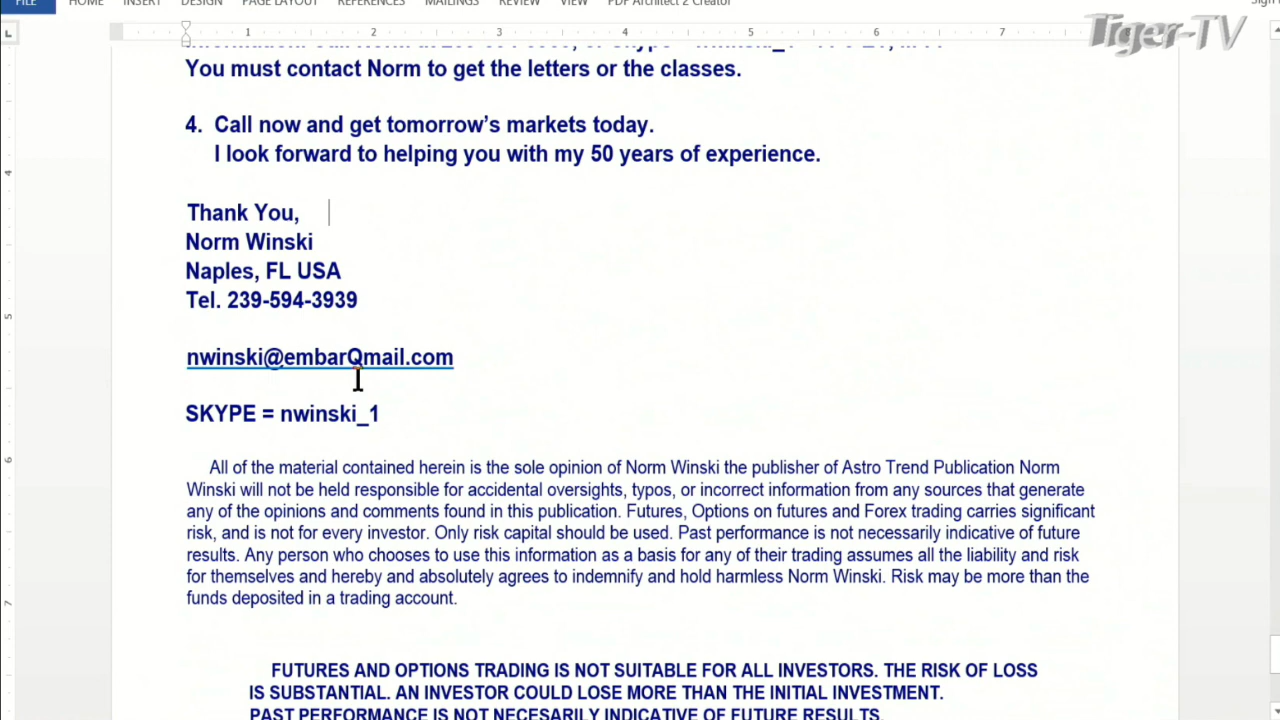 FILE HOME INSERT DESIGN PAGE LAYOUT REFERENCES MAILINGS REVIEW VIEW PDF Architect 2 Creator
Tiger-TV
1 2 3 4 5 6 7
You must contact Norm to get the letters or the classes.
4. Call now and get tomorrow’s markets today.
I look forward to helping you with my 50 years of experience.
Thank You,
Norm Winski
Naples, FL USA
Tel. 239-594-3939
nwinski@embarQmail.com
SKYPE = nwinski_1
All of the material contained herein is the sole opinion of Norm Winski the publisher of Astro Trend Publication Norm
Winski will not be held responsible for accidental oversights, typos, or incorrect information from any sources that generate
any of the opinions and comments found in this publication. Futures, Options on futures and Forex trading carries significant
risk, and is not for every investor. Only risk capital should be used. Past performance is not necessarily indicative of future
results. Any person who chooses to use this information as a basis for any of their trading assumes all the liability and risk
for themselves and hereby and absolutely agrees to indemnify and hold harmless Norm Winski. Risk may be more than the
funds deposited in a trading account.
FUTURES AND OPTIONS TRADING IS NOT SUITABLE FOR ALL INVESTORS. THE RISK OF LOSS
IS SUBSTANTIAL. AN INVESTOR COULD LOSE MORE THAN THE INITIAL INVESTMENT.
PAST PERFORMANCE IS NOT NECESARILY INDICATIVE OF FUTURE RESULTS.